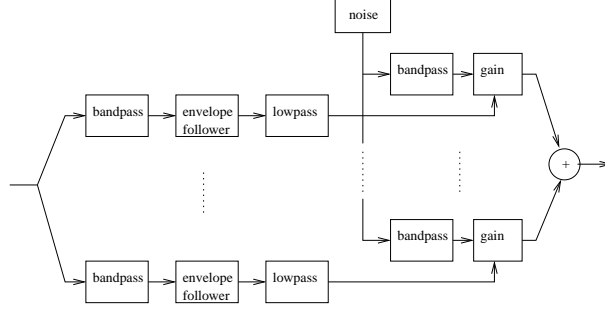 noise
bandpass
gain
bandpass
envelope
follower
lowpass
+
bandpass
gain
bandpass
envelope
follower
lowpass